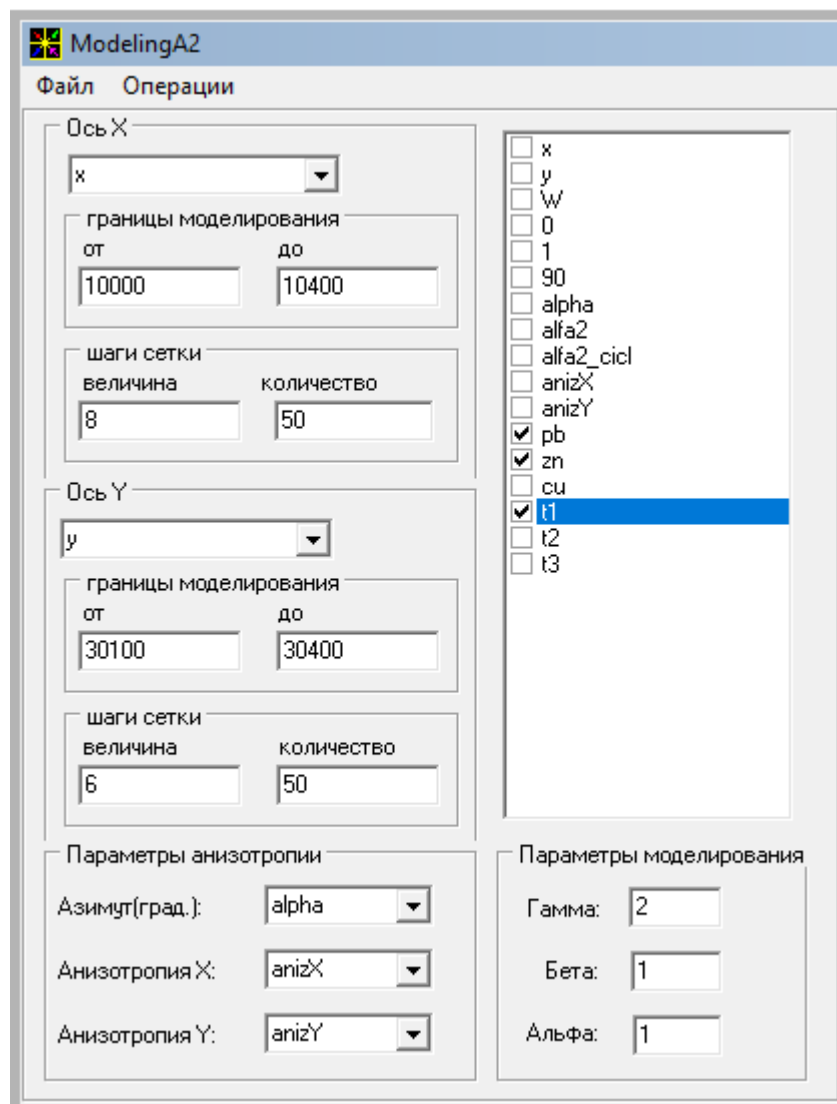 ModelingA2
Файл Операции
Ось X
x
границы моделирования
от до
10000 10400
шаги сетки
величина количество
8 50
Ось Y
y
границы моделирования
от до
30100 30400
шаги сетки
величина количество
6 50
x
y
W
0
1
90
alpha
alfa2
alfa2_cicl
anizX
anizY
pb
zn
cu
t1
t2
t3
Параметры анизотропии
Азимут(град.): alpha
Анизотропия X: anizX
Анизотропия Y: anizY
Параметры моделирования
Гамма: 2
Бета: 1
Альфа: 1